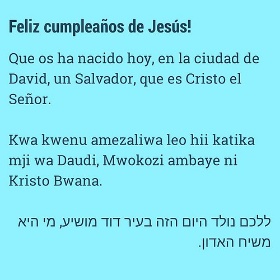 Feliz cumpleaños de Jesús!
Que os ha nacido hoy, en la ciudad de
David, un Salvador, que es Cristo el
Señor.
Kwa kwenu amezaliwa leo hii katika
mji wa Daudi, Mwokozi ambaye ni
Kristo Bwana.
ללכם נולד היום הזה בעיר דוד מושיע, מי היא
משיח האדון.